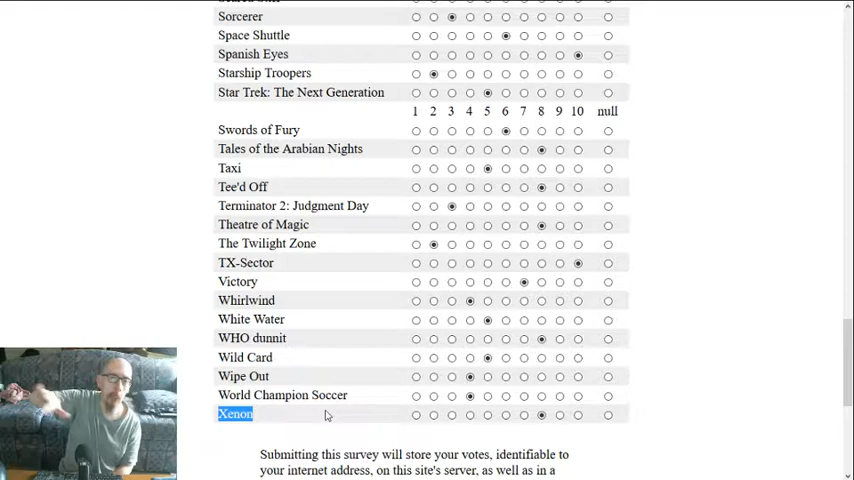 Sorcerer
Space Shuttle
Spanish Eyes
Starship Troopers
Star Trek: The Next Generation
1 2 3 4 5 6 7 8 9 10 null
Swords of Fury
Tales of the Arabian Nights
Taxi
Tee'd Off
Terminator 2: Judgment Day
Theatre of Magic
The Twilight Zone
TX-Sector
Victory
Whirlwind
White Water
WHO dunnit
Wild Card
Wipe Out
World Champion Soccer
Xenon
Submitting this survey will store your votes, identifiable to
your internet address, on this site's server, as well as in a